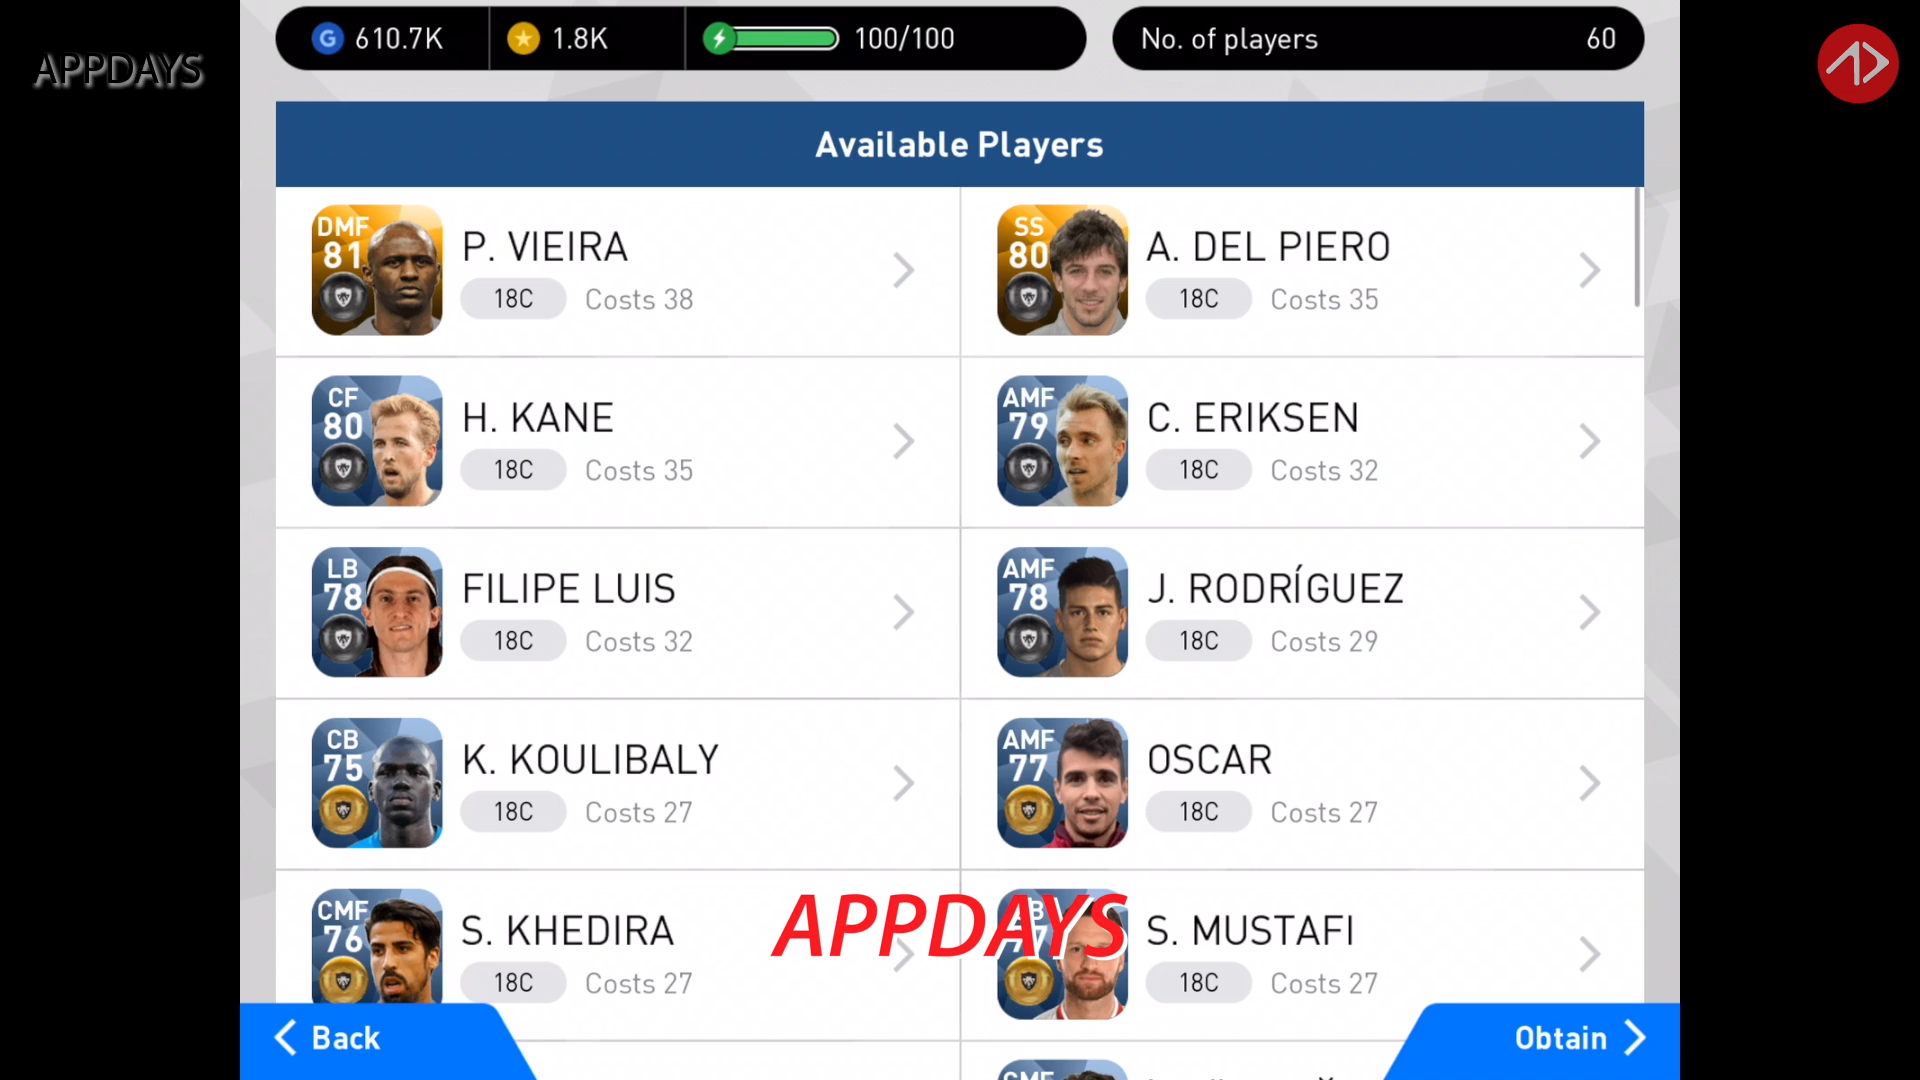 APPDAYS
G 610.7K
1.8K
100/100
No. of players 60
Available Players
DMF
81
P. VIEIRA
18C Costs 38
SS
80
A. DEL PIERO
18C Costs 35
CF
80
H. KANE
18C Costs 35
AMF
79
C. ERIKSEN
18C Costs 32
LB
78
FILIPE LUIS
18C Costs 32
AMF
78
J. RODRÍGUEZ
18C Costs 29
CB
75
K. KOULIBALY
18C Costs 27
AMF
77
OSCAR
18C Costs 27
CMF
76
S. KHEDIRA
18C Costs 27
S. MUSTAFI
18C Costs 27
APPDAYS
Back
Obtain